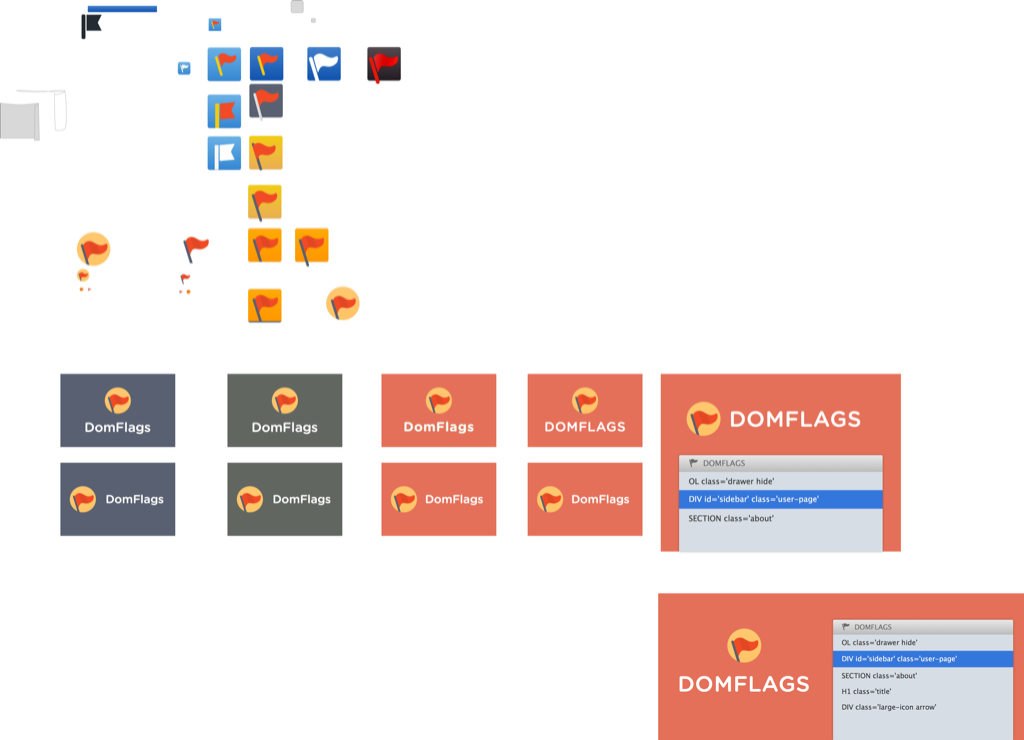 DomFlags
DomFlags
DomFlags
DOMFLAGS
DOMFLAGS
DOMFLAGS
OL class='drawer hide'
DIV id='sidebar' class='user-page'
SECTION class='about'
DomFlags
DomFlags
DomFlags
DomFlags
DOMFLAGS
DOMFLAGS
OL class='drawer hide'
DIV id='sidebar' class='user-page'
SECTION class='about'
H1 class='title'
DIV class='large-icon arrow'